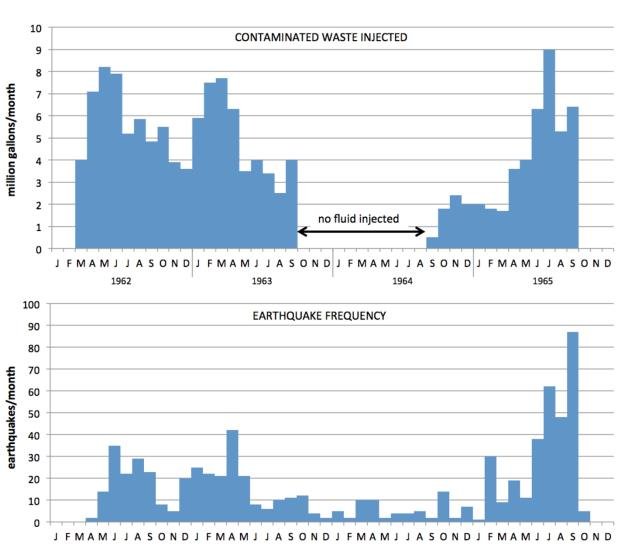 CONTAMINATED WASTE INJECTED
million gallons/month
10
9
8
7
6
5
4
3
2
1
0
no fluid injected
J F M A M J J A S O N D J F M A M J J A S O N D J F M A M J J A S O N D J F M A M J J A S O N D
1962 1963 1964 1965
EARTHQUAKE FREQUENCY
earthquakes/month
100
90
80
70
60
50
40
30
20
10
0
J F M A M J J A S O N D J F M A M J J A S O N D J F M A M J J A S O N D J F M A M J J A S O N D